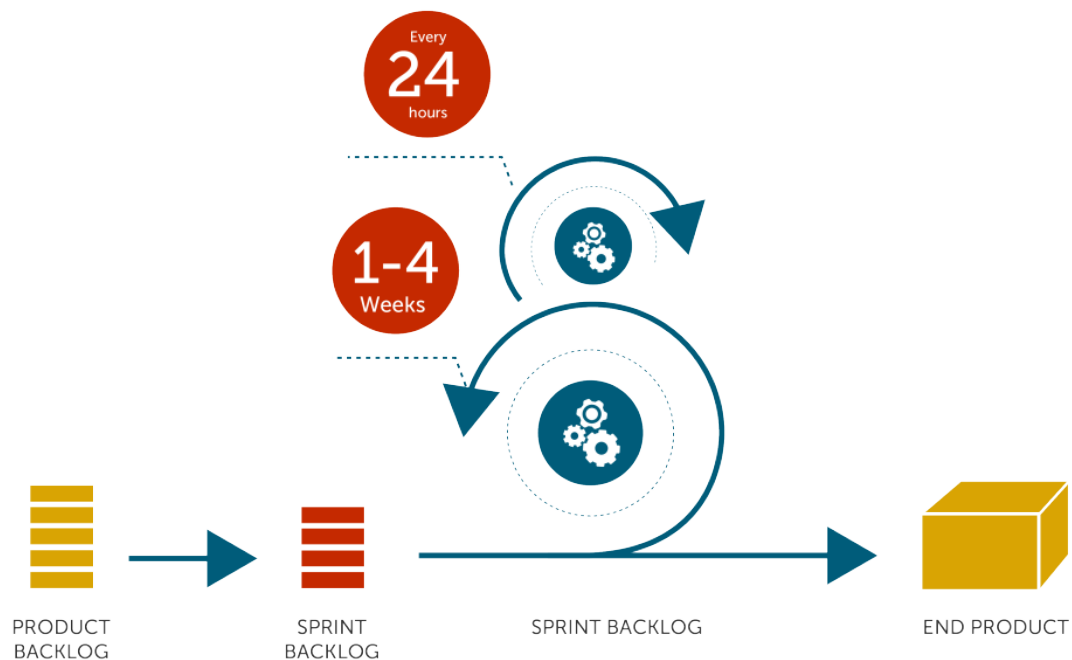 Every
24
hours
1-4
Weeks
PRODUCT
BACKLOG
SPRINT
BACKLOG
SPRINT BACKLOG
END PRODUCT